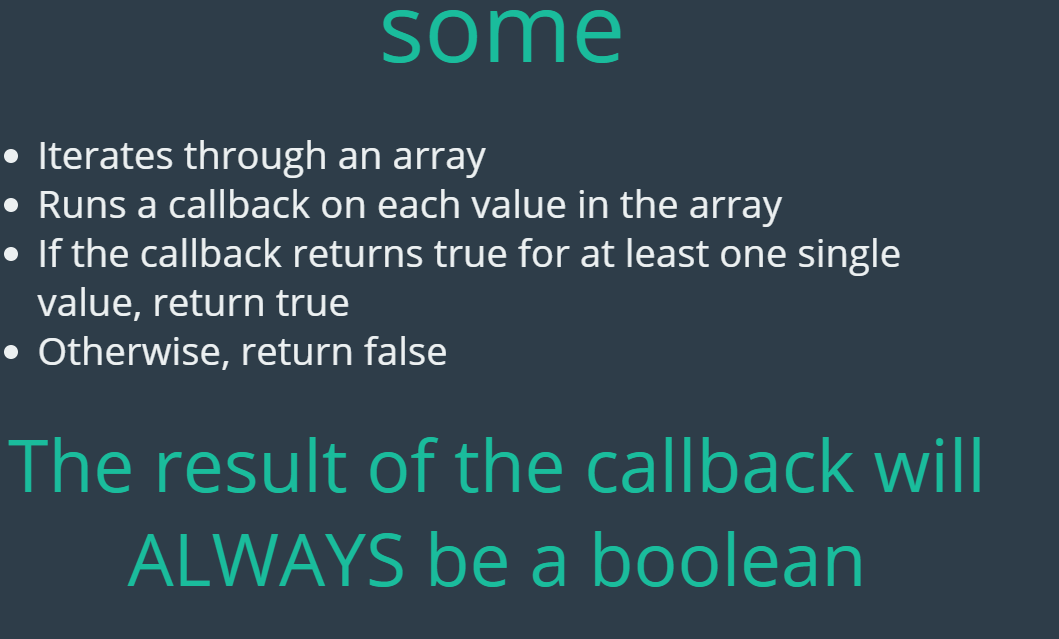 some
• Iterates through an array
• Runs a callback on each value in the array
• If the callback returns true for at least one single
value, return true
• Otherwise, return false
The result of the callback will
ALWAYS be a boolean